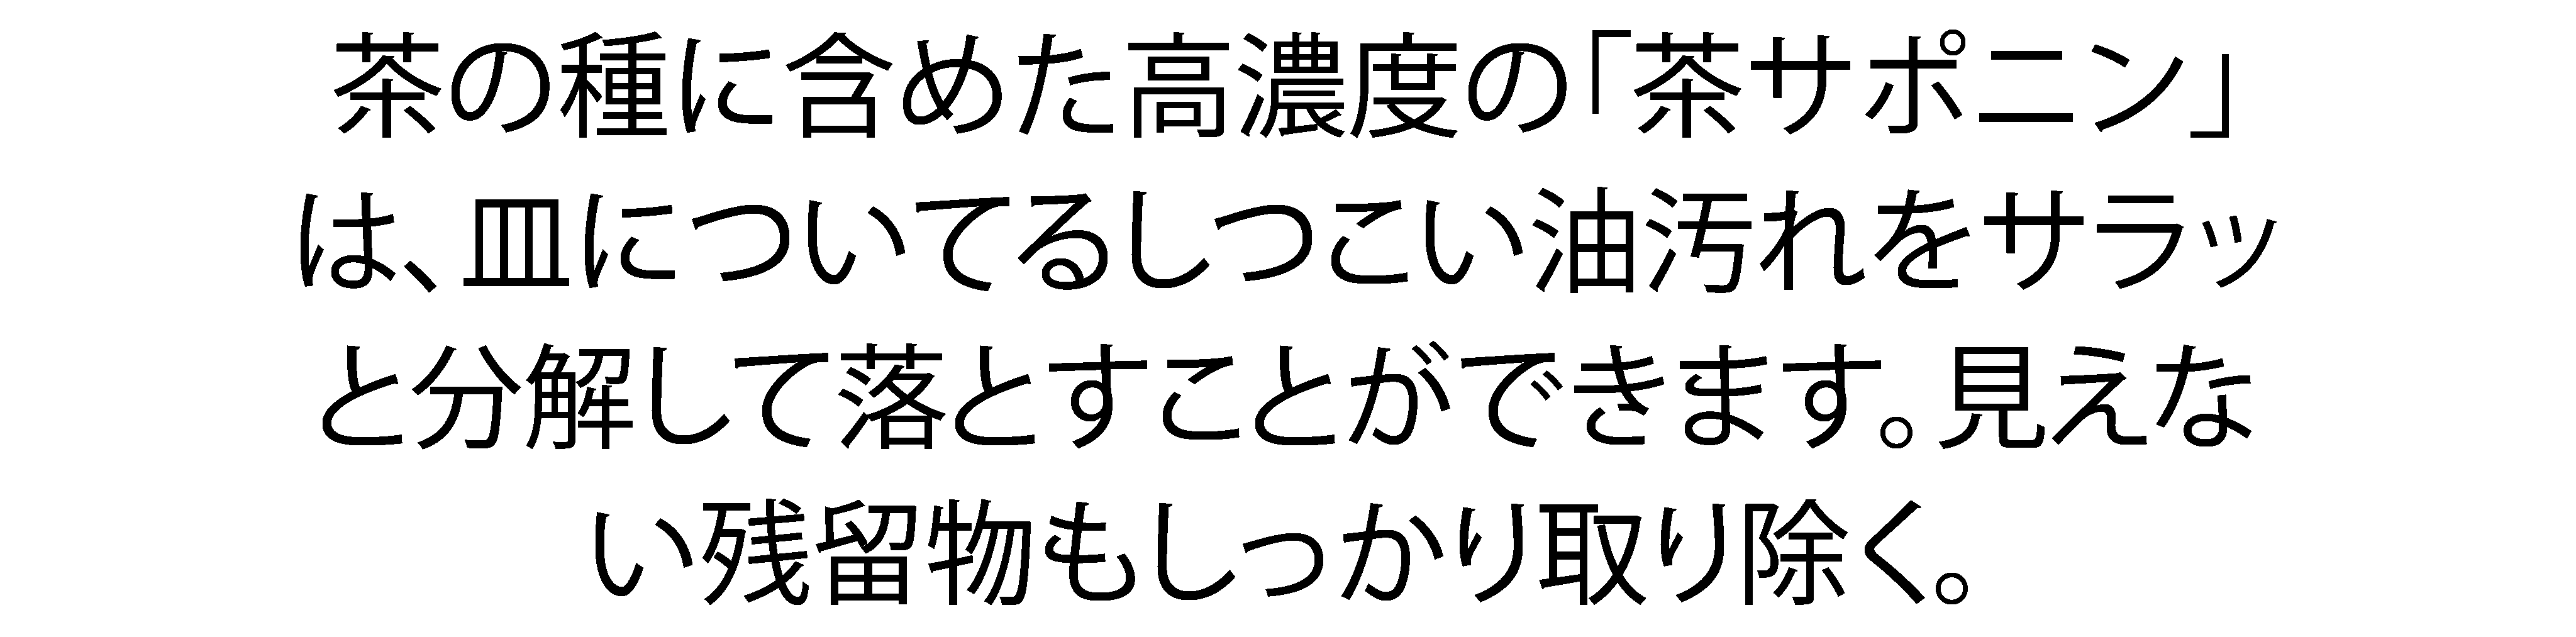 茶の種に含めた高濃度の「茶サポニン」
は、皿についてるしつこい油汚れをサラッ
と分解して落とすことができます。見えな
い残留物もしっかり取り除く。